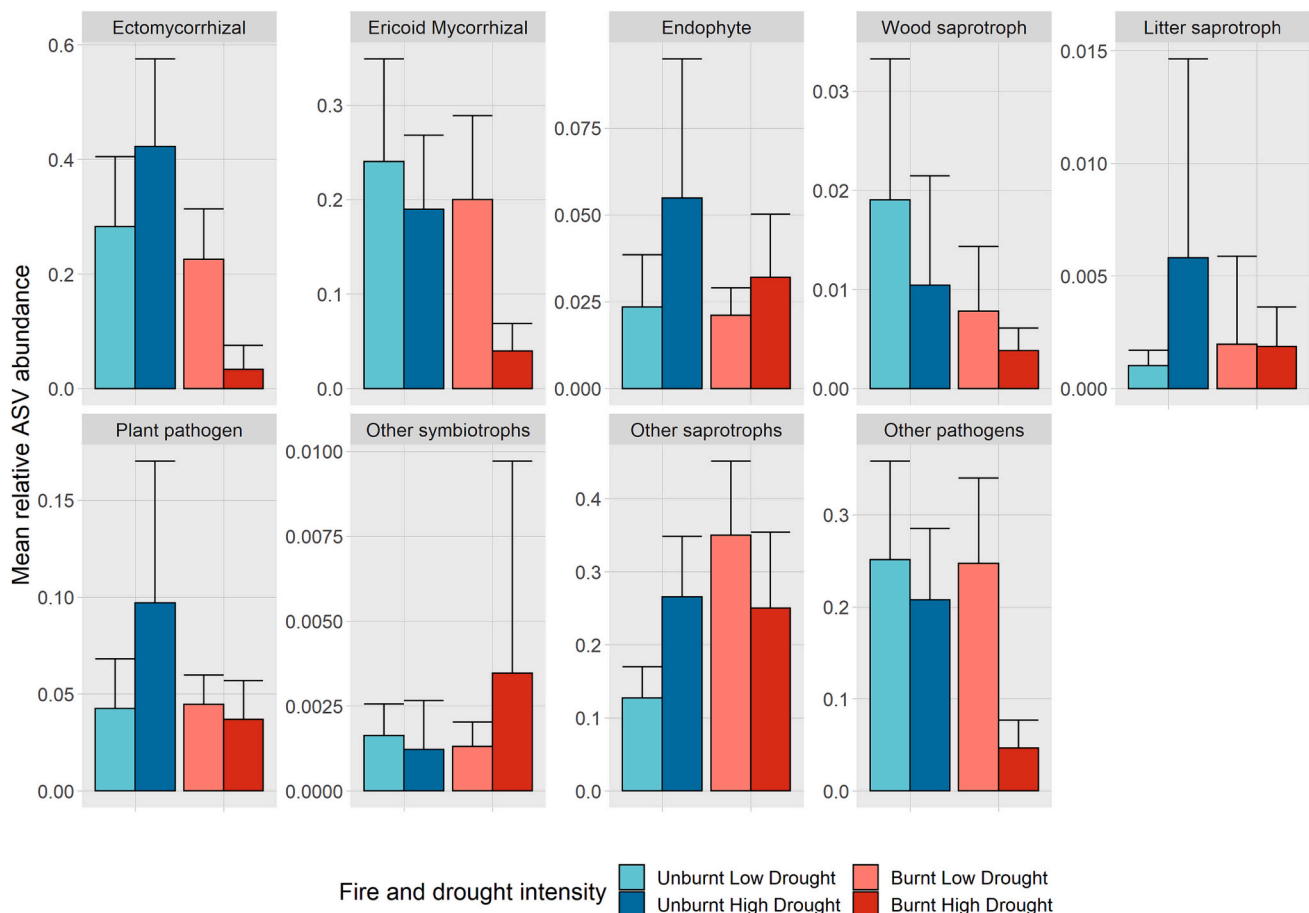 Ectomycorrhizal
Ericoid Mycorrhizal
Endophyte
Wood saprotroph
Litter saprotroph
0.6
0.4
0.2
0.0
0.3
0.2
0.1
0.0
0.075
0.050
0.025
0.000
0.03
0.02
0.01
0.00
0.015
0.010
0.005
0.000
Mean relative ASV abundance
Plant pathogen
Other symbiotrophs
Other saprotrophs
Other pathogens
0.15
0.10
0.05
0.00
0.0100
0.0075
0.0050
0.0025
0.0000
0.4
0.3
0.2
0.1
0.0
0.3
0.2
0.1
0.0
Fire and drought intensity
Unburnt Low Drought
Burnt Low Drought
Unburnt High Drought
Burnt High Drought